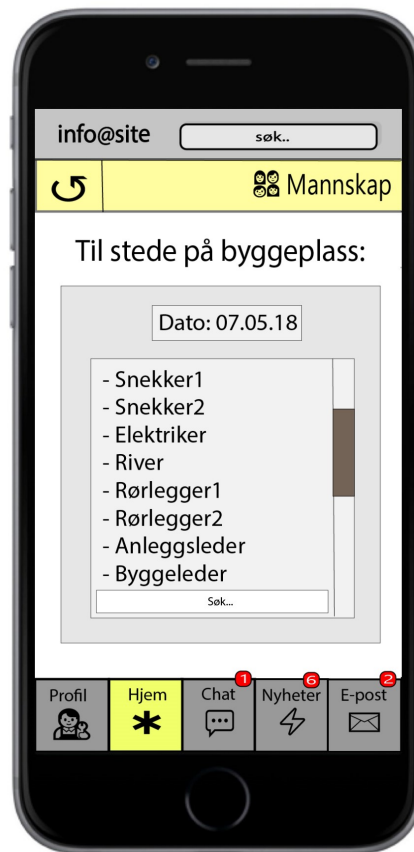 info@site søk..
Mannskap
Til stede på byggeplass:
Dato: 07.05.18
- Snekker1
- Snekker2
- Elektriker
- River
- Rørlegger1
- Rørlegger2
- Anleggsleder
- Byggeleder
Søk...
1 6 2
Profil Hjem Chat Nyheter E-post